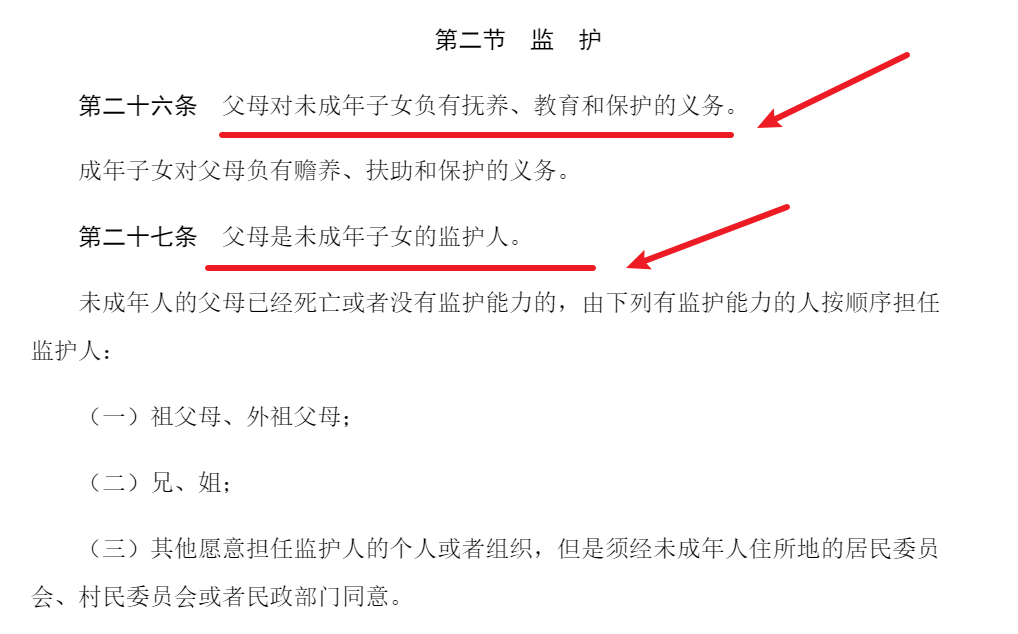 第二节 监 护
第二十六条 父母对未成年子女负有抚养、教育和保护的义务。
成年子女对父母负有赡养、扶助和保护的义务。
第二十七条 父母是未成年子女的监护人。
未成年人的父母已经死亡或者没有监护能力的，由下列有监护能力的人按顺序担任
监护人：
（一）祖父母、外祖父母；
（二）兄、姐；
（三）其他愿意担任监护人的个人或者组织，但是须经未成年人住所地的居民委员
会、村民委员会或者民政部门同意。